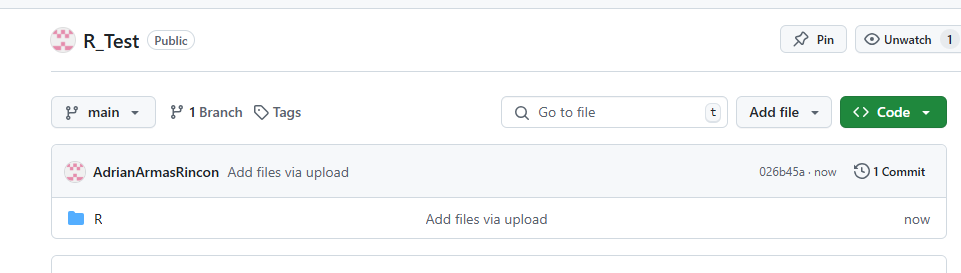 R_Test Public Pin Unwatch 1
main 1 Branch Tags Go to file t Add file Code
AdrianArmasRincon Add files via upload 026b45a · now 1 Commit
R Add files via upload now